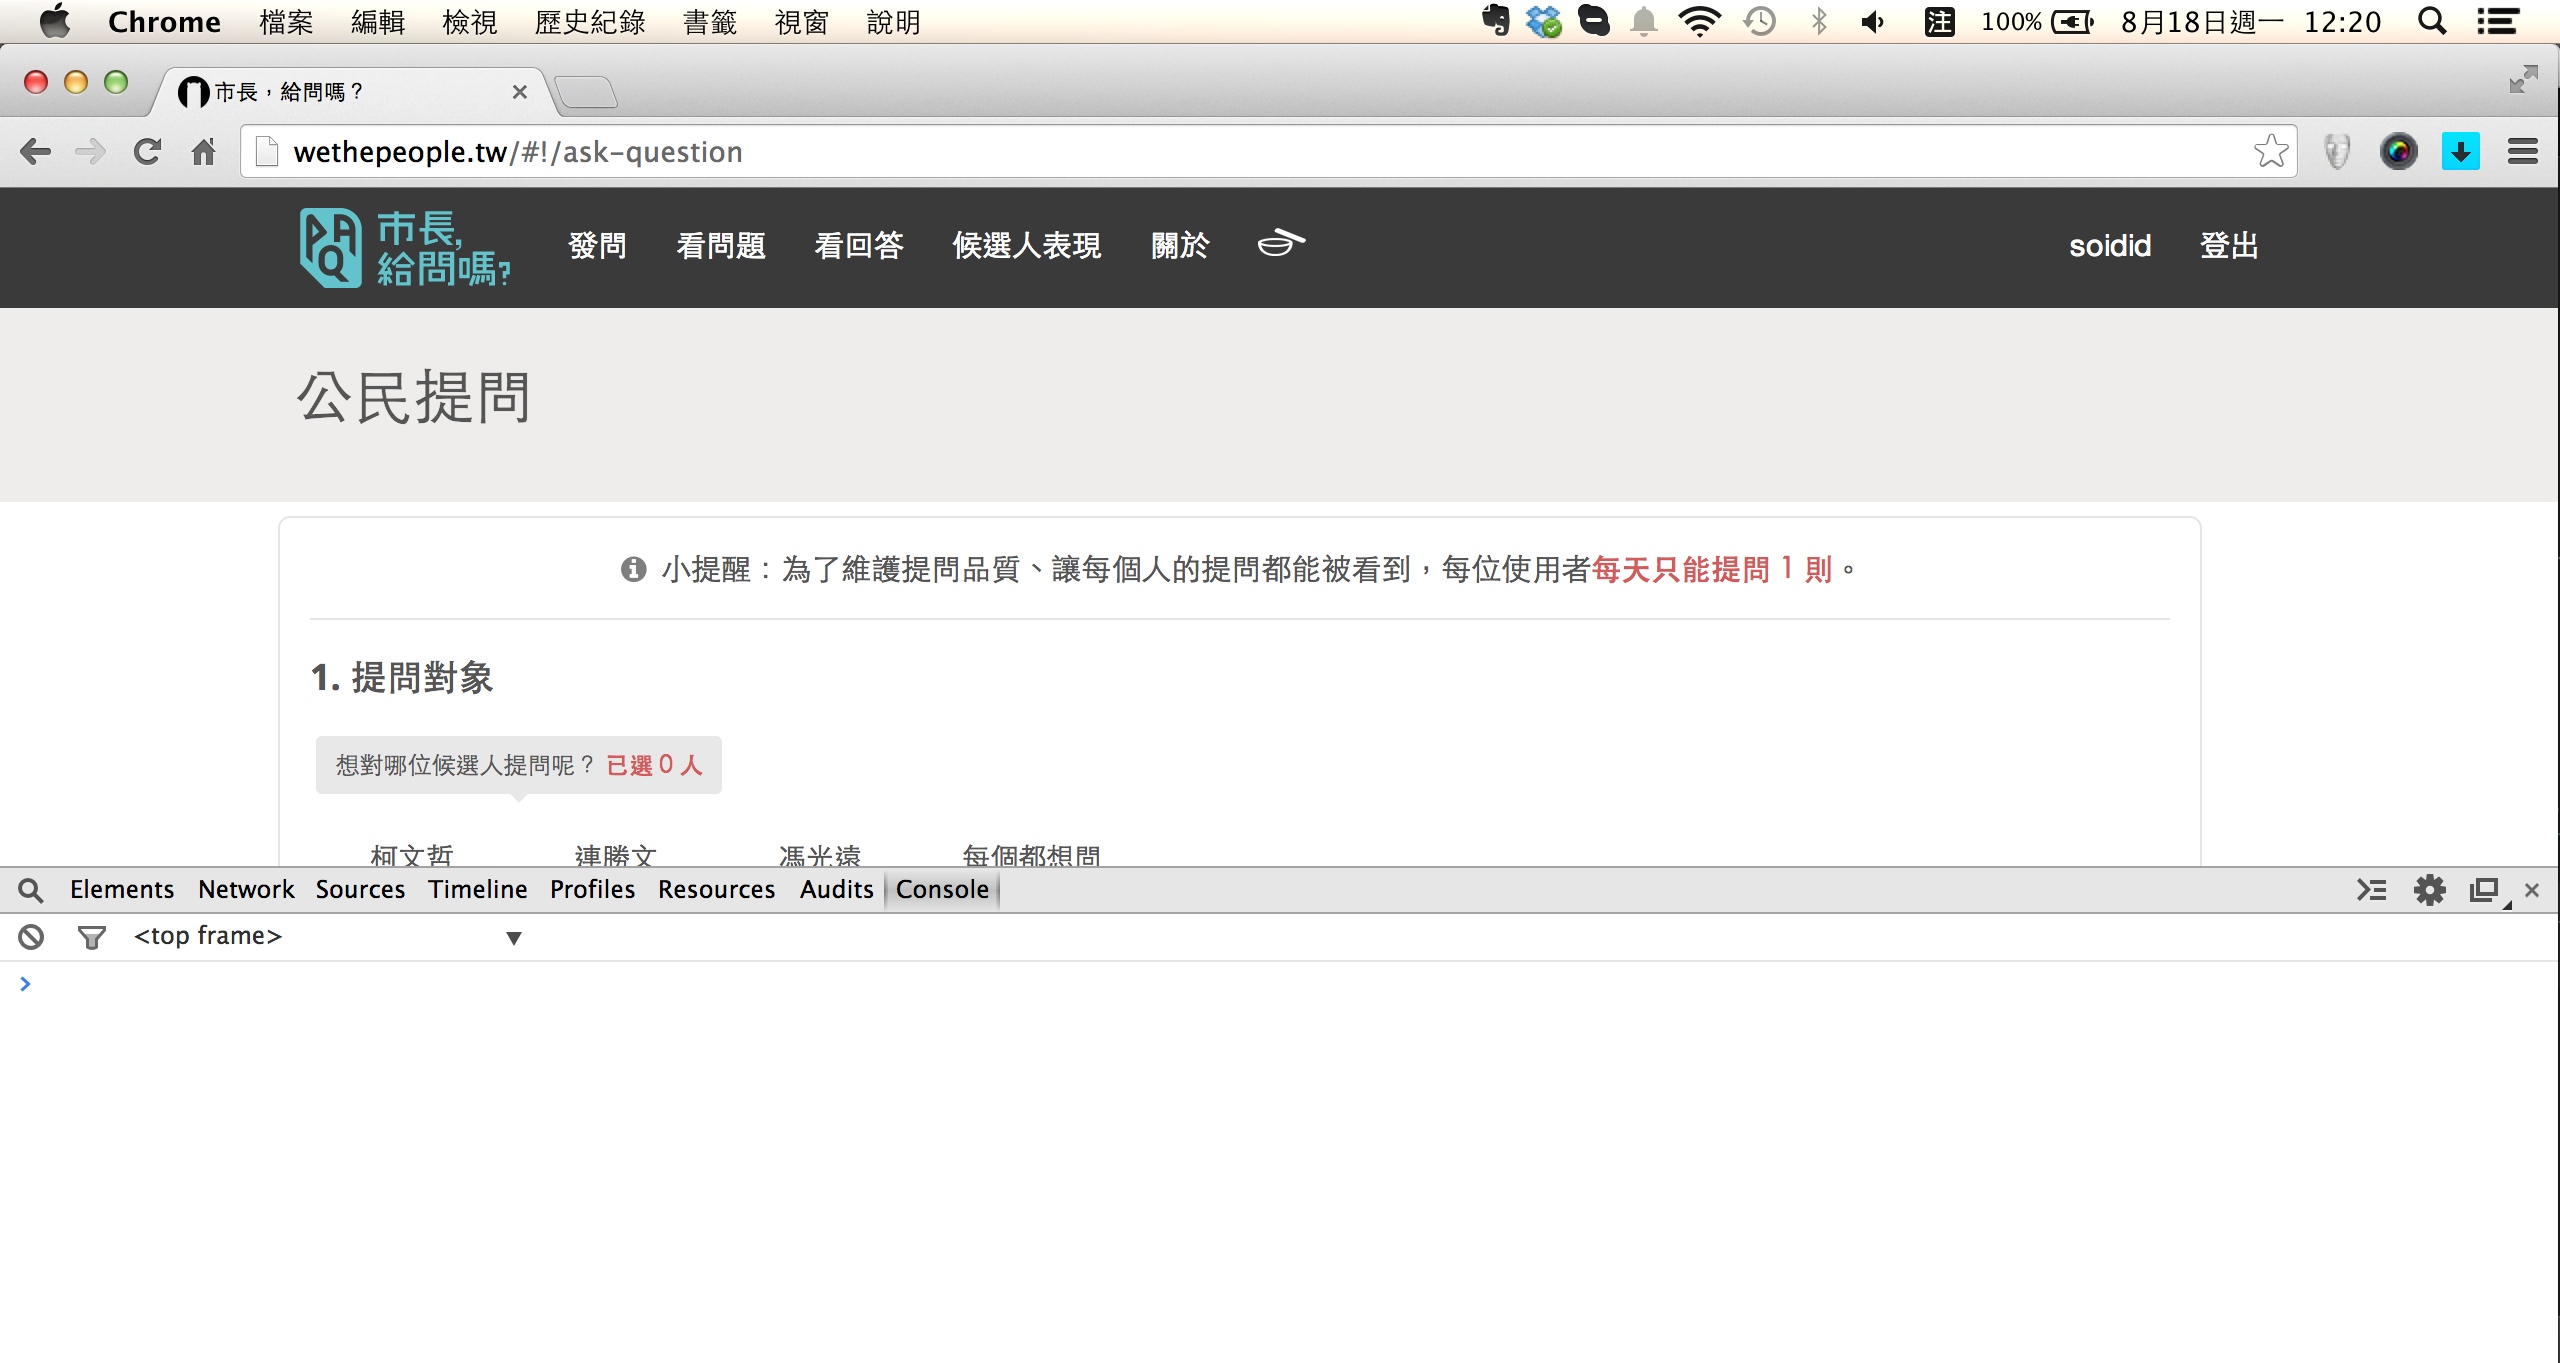 Chrome 檔案 編輯 檢視 歷史紀錄 書籤 視窗 說明 注 100% 8月18日週一 12:20
市長，給問嗎？
wethepeople.tw/#!/ask-question
市長,
給問嗎?
發問 看問題 看回答 候選人表現 關於 soidid 登出
公民提問
小提醒：為了維護提問品質、讓每個人的提問都能被看到，每位使用者每天只能提問 1 則。
1. 提問對象
想對哪位候選人提問呢？ 已選 0 人
柯文哲 連勝文 馮光遠 每個都想問
Elements Network Sources Timeline Profiles Resources Audits Console
<top frame>